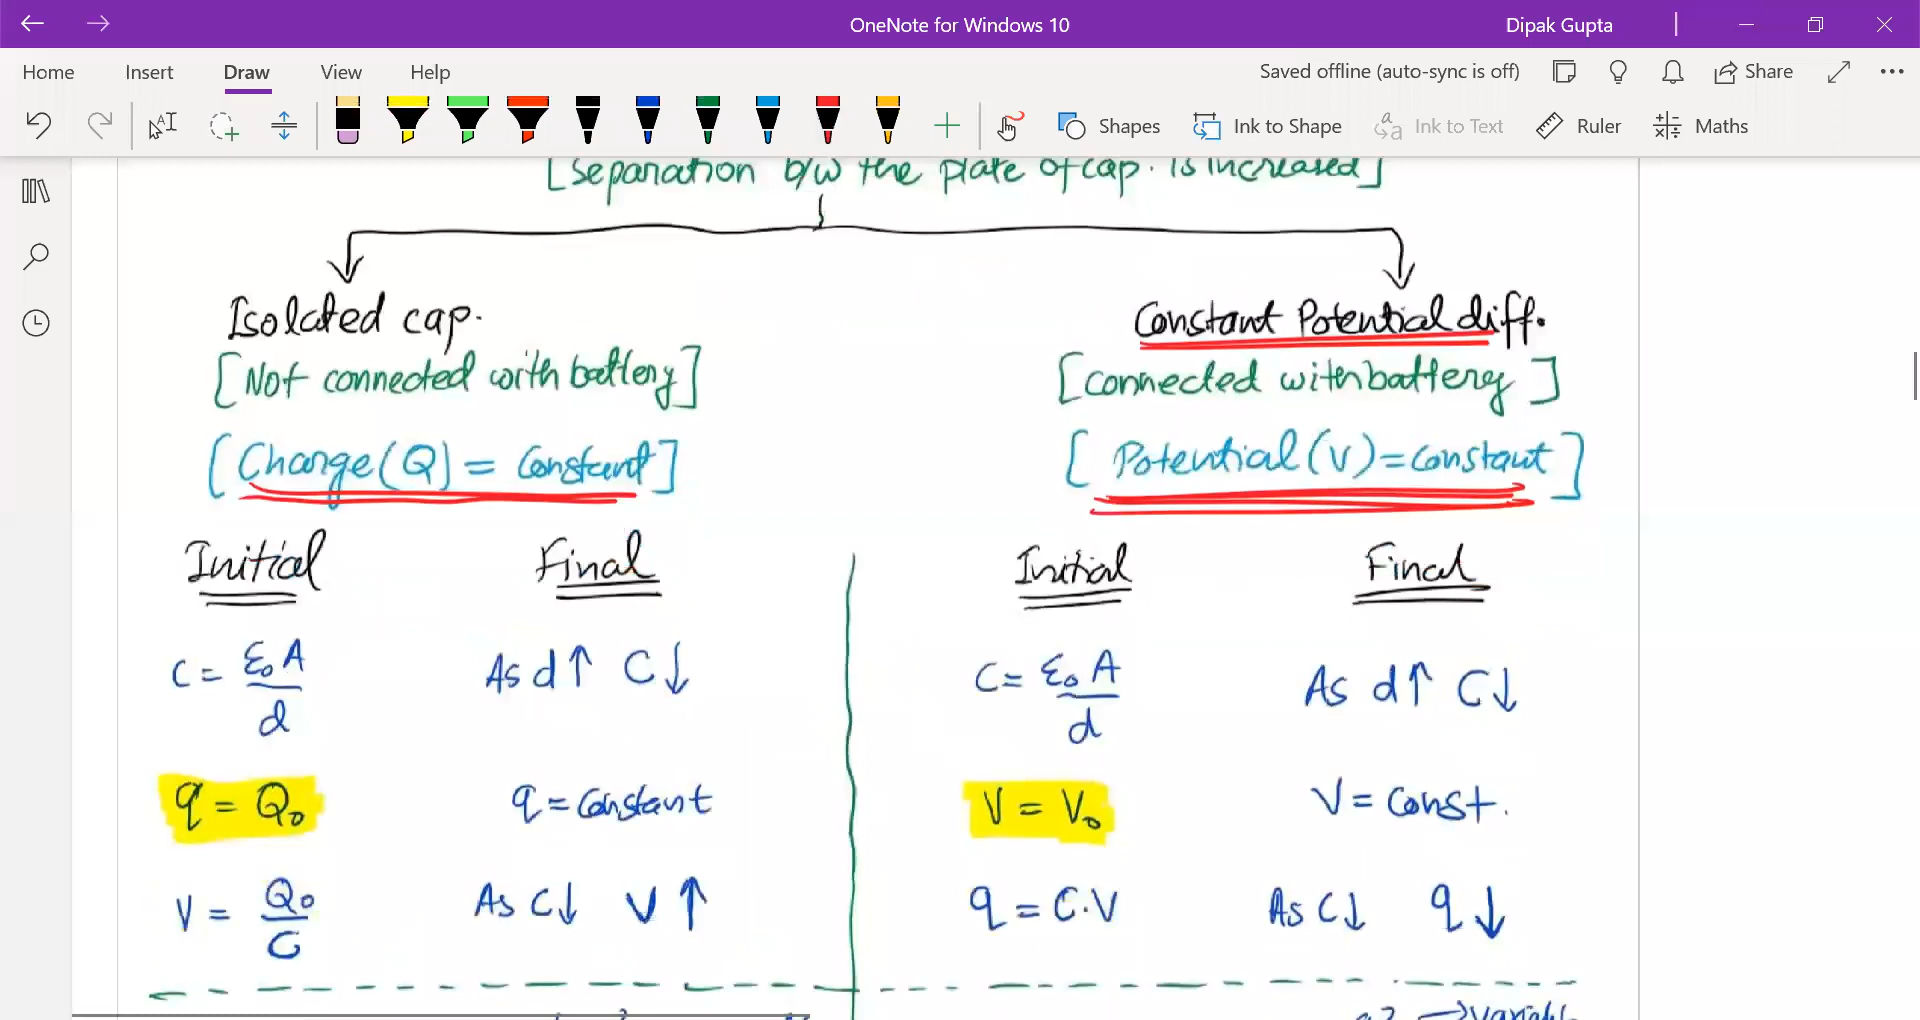 OneNote for Windows 10
Dipak Gupta
Home Insert Draw View Help
Saved offline (auto-sync is off) Share
Shapes Ink to Shape Ink to Text Ruler Maths
[Separation b/w the plate of cap. is increased]
Isolated cap.
Constant Potential diff.
[Not connected with battery]
[connected with battery]
[Charge(Q) = Constant]
[Potential(V)=constant]
Initial Final
Initial Final
C = ε₀A/d As d↑ C↓
C= ε₀A/d As d↑ C↓
q = Q₀ q = constant
V = V₀ V = const.
V = Q₀/C As C↓ V↑
q = C.V As C↓ q↓